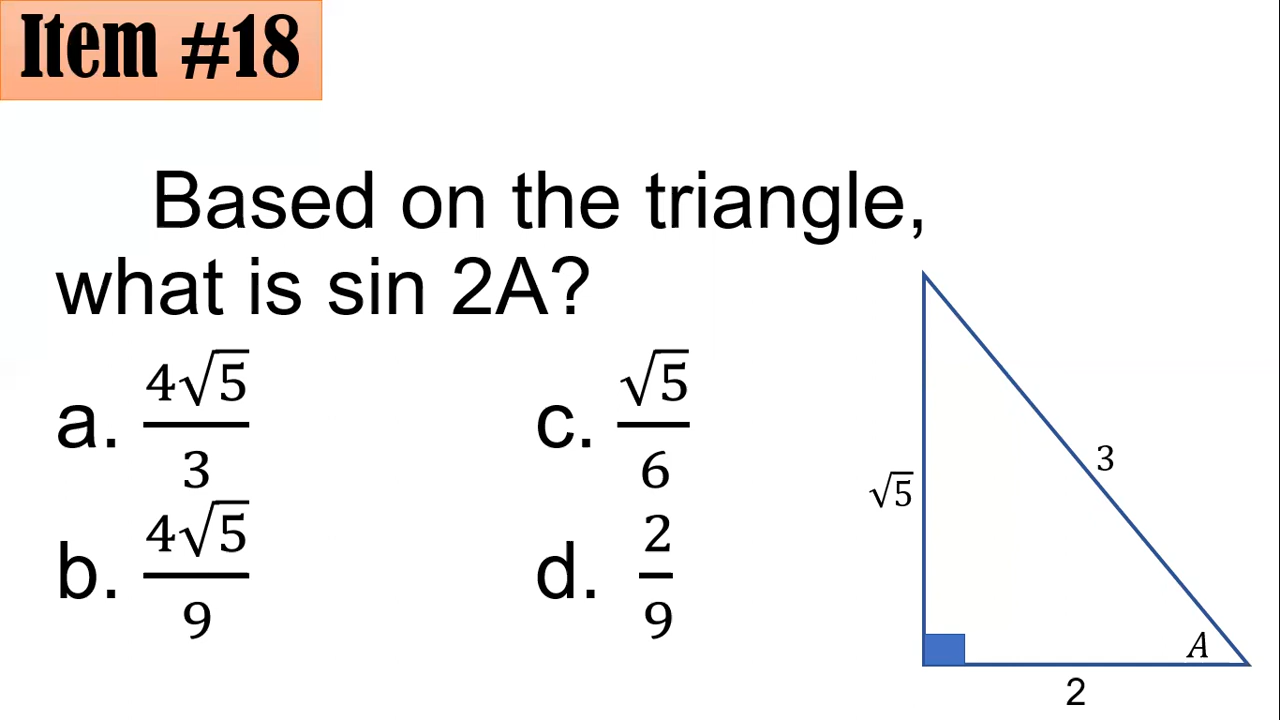 Item #18
Based on the triangle,
what is sin 2A?
a. 4√5/3
c. √5/6
b. 4√5/9
d. 2/9
√5
3
A
2